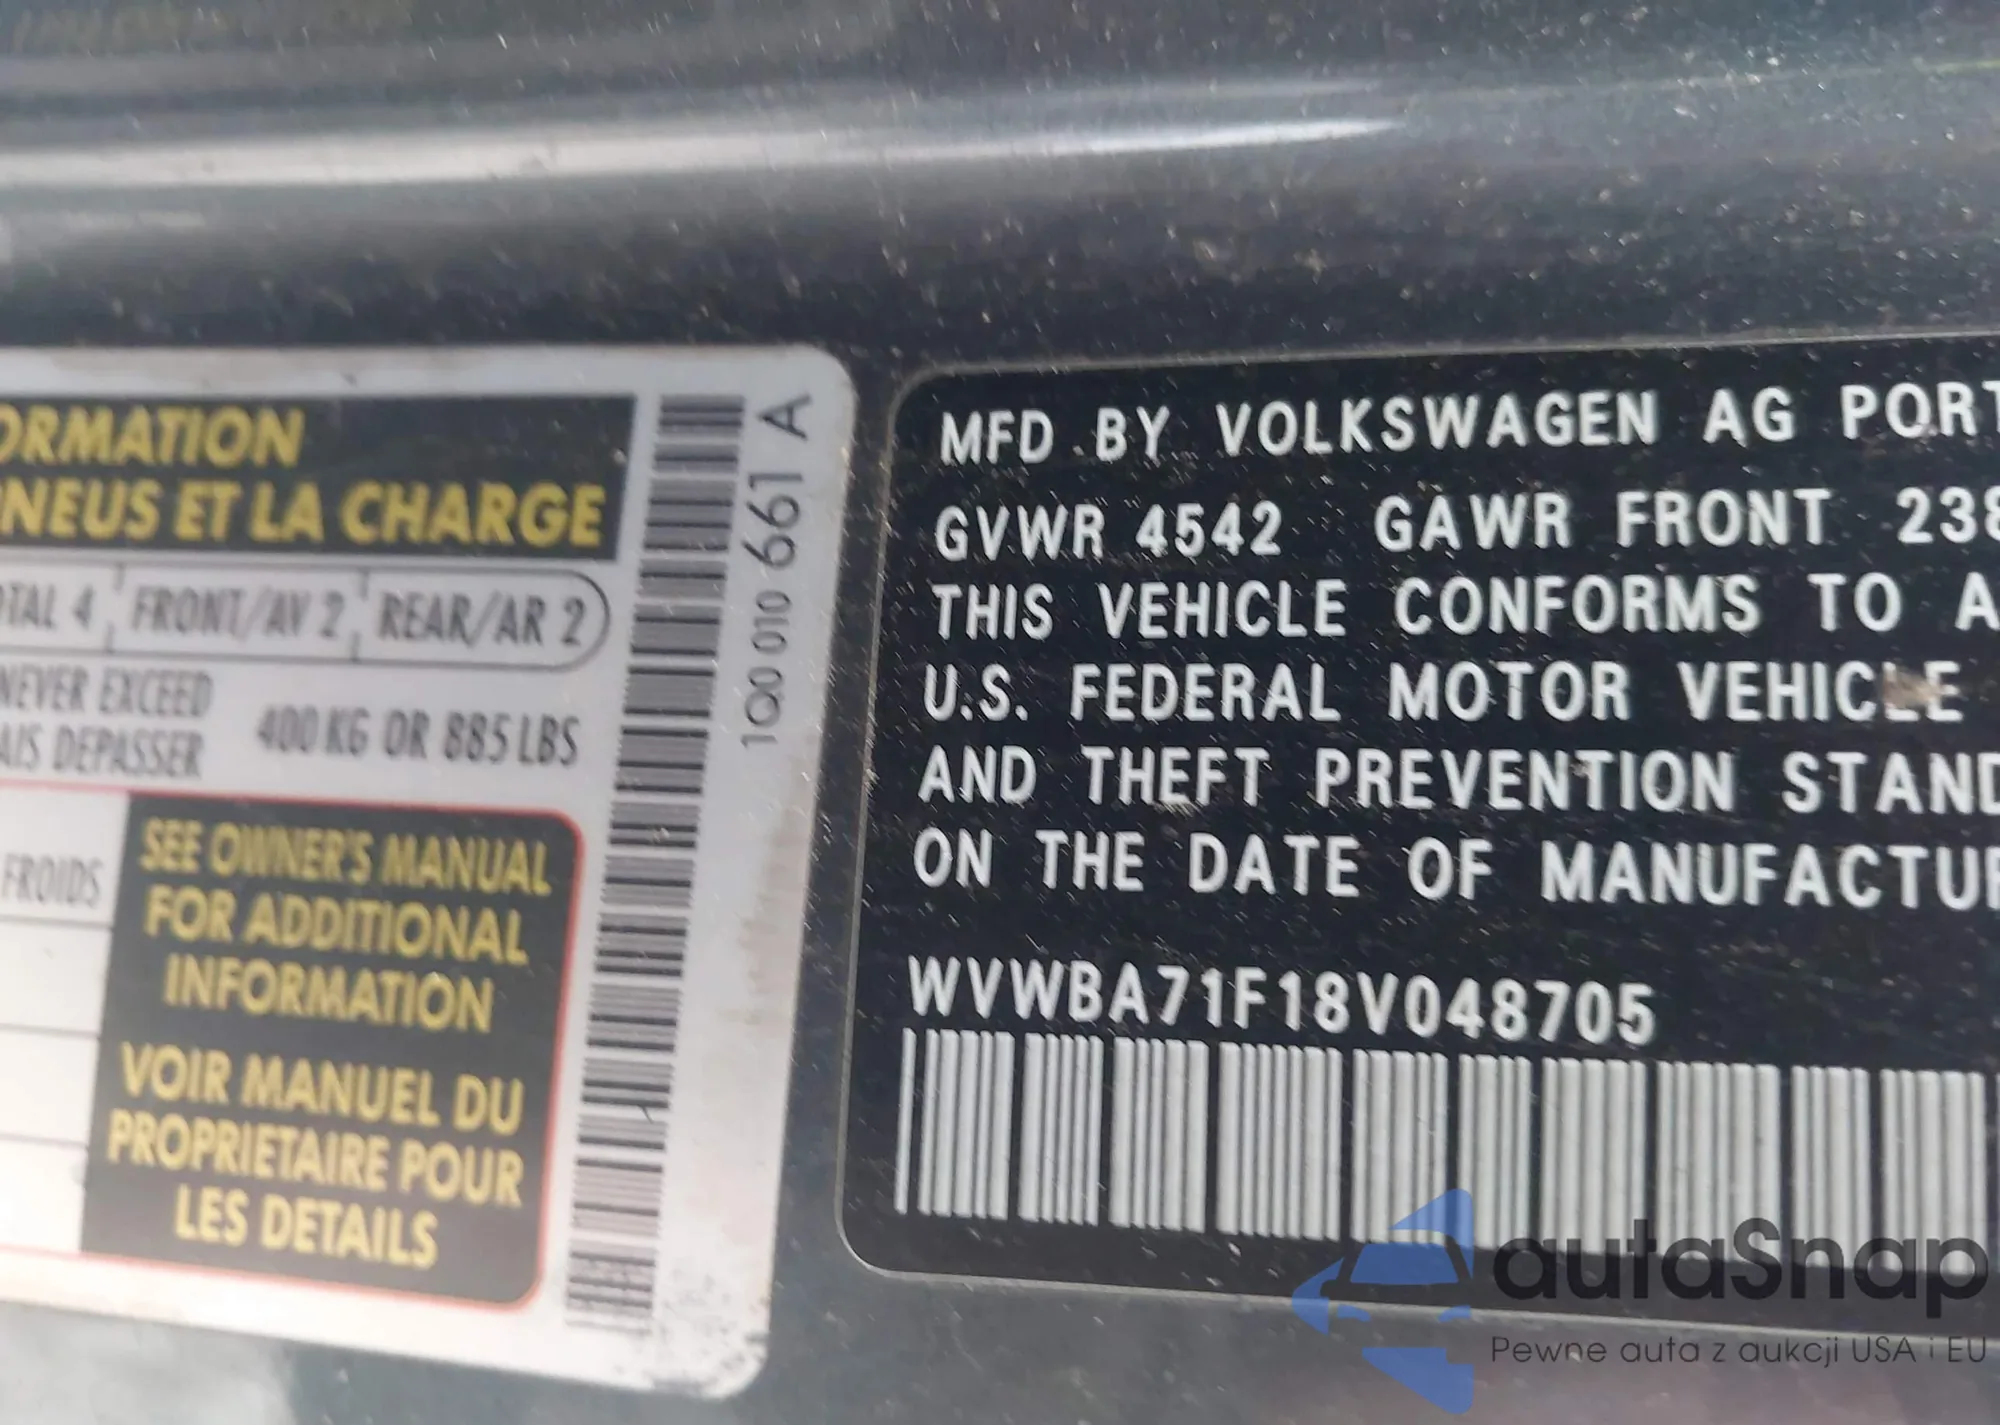 ORMATION
NEUS ET LA CHARGE
TAL 4 FRONT/AV 2 REAR/AR 2
NEVER EXCEED
AIS DEPASSER
400 KG OR 885 LBS
FROIDS
SEE OWNER'S MANUAL
FOR ADDITIONAL
INFORMATION
VOIR MANUEL DU
PROPRIETAIRE POUR
LES DETAILS
1Q0 010 661 A
MFD BY VOLKSWAGEN AG PORT
GVWR 4542 GAWR FRONT 238
THIS VEHICLE CONFORMS TO A
U.S. FEDERAL MOTOR VEHICLE
AND THEFT PREVENTION STAND
ON THE DATE OF MANUFACTUR
WVWBA71F18V048705
autaSnap
Pewne auta z aukcji USA i EU